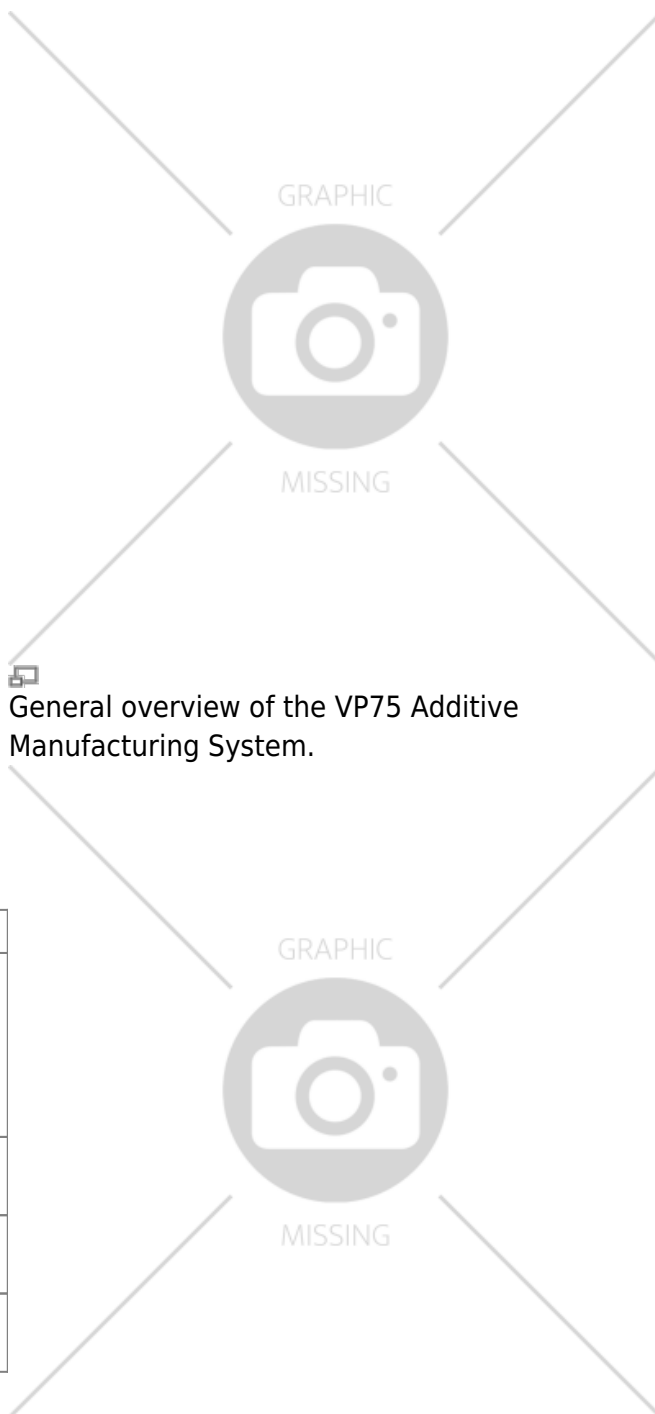 GRAPHIC
MISSING
General overview of the VP75 Additive
Manufacturing System.
GRAPHIC
MISSING